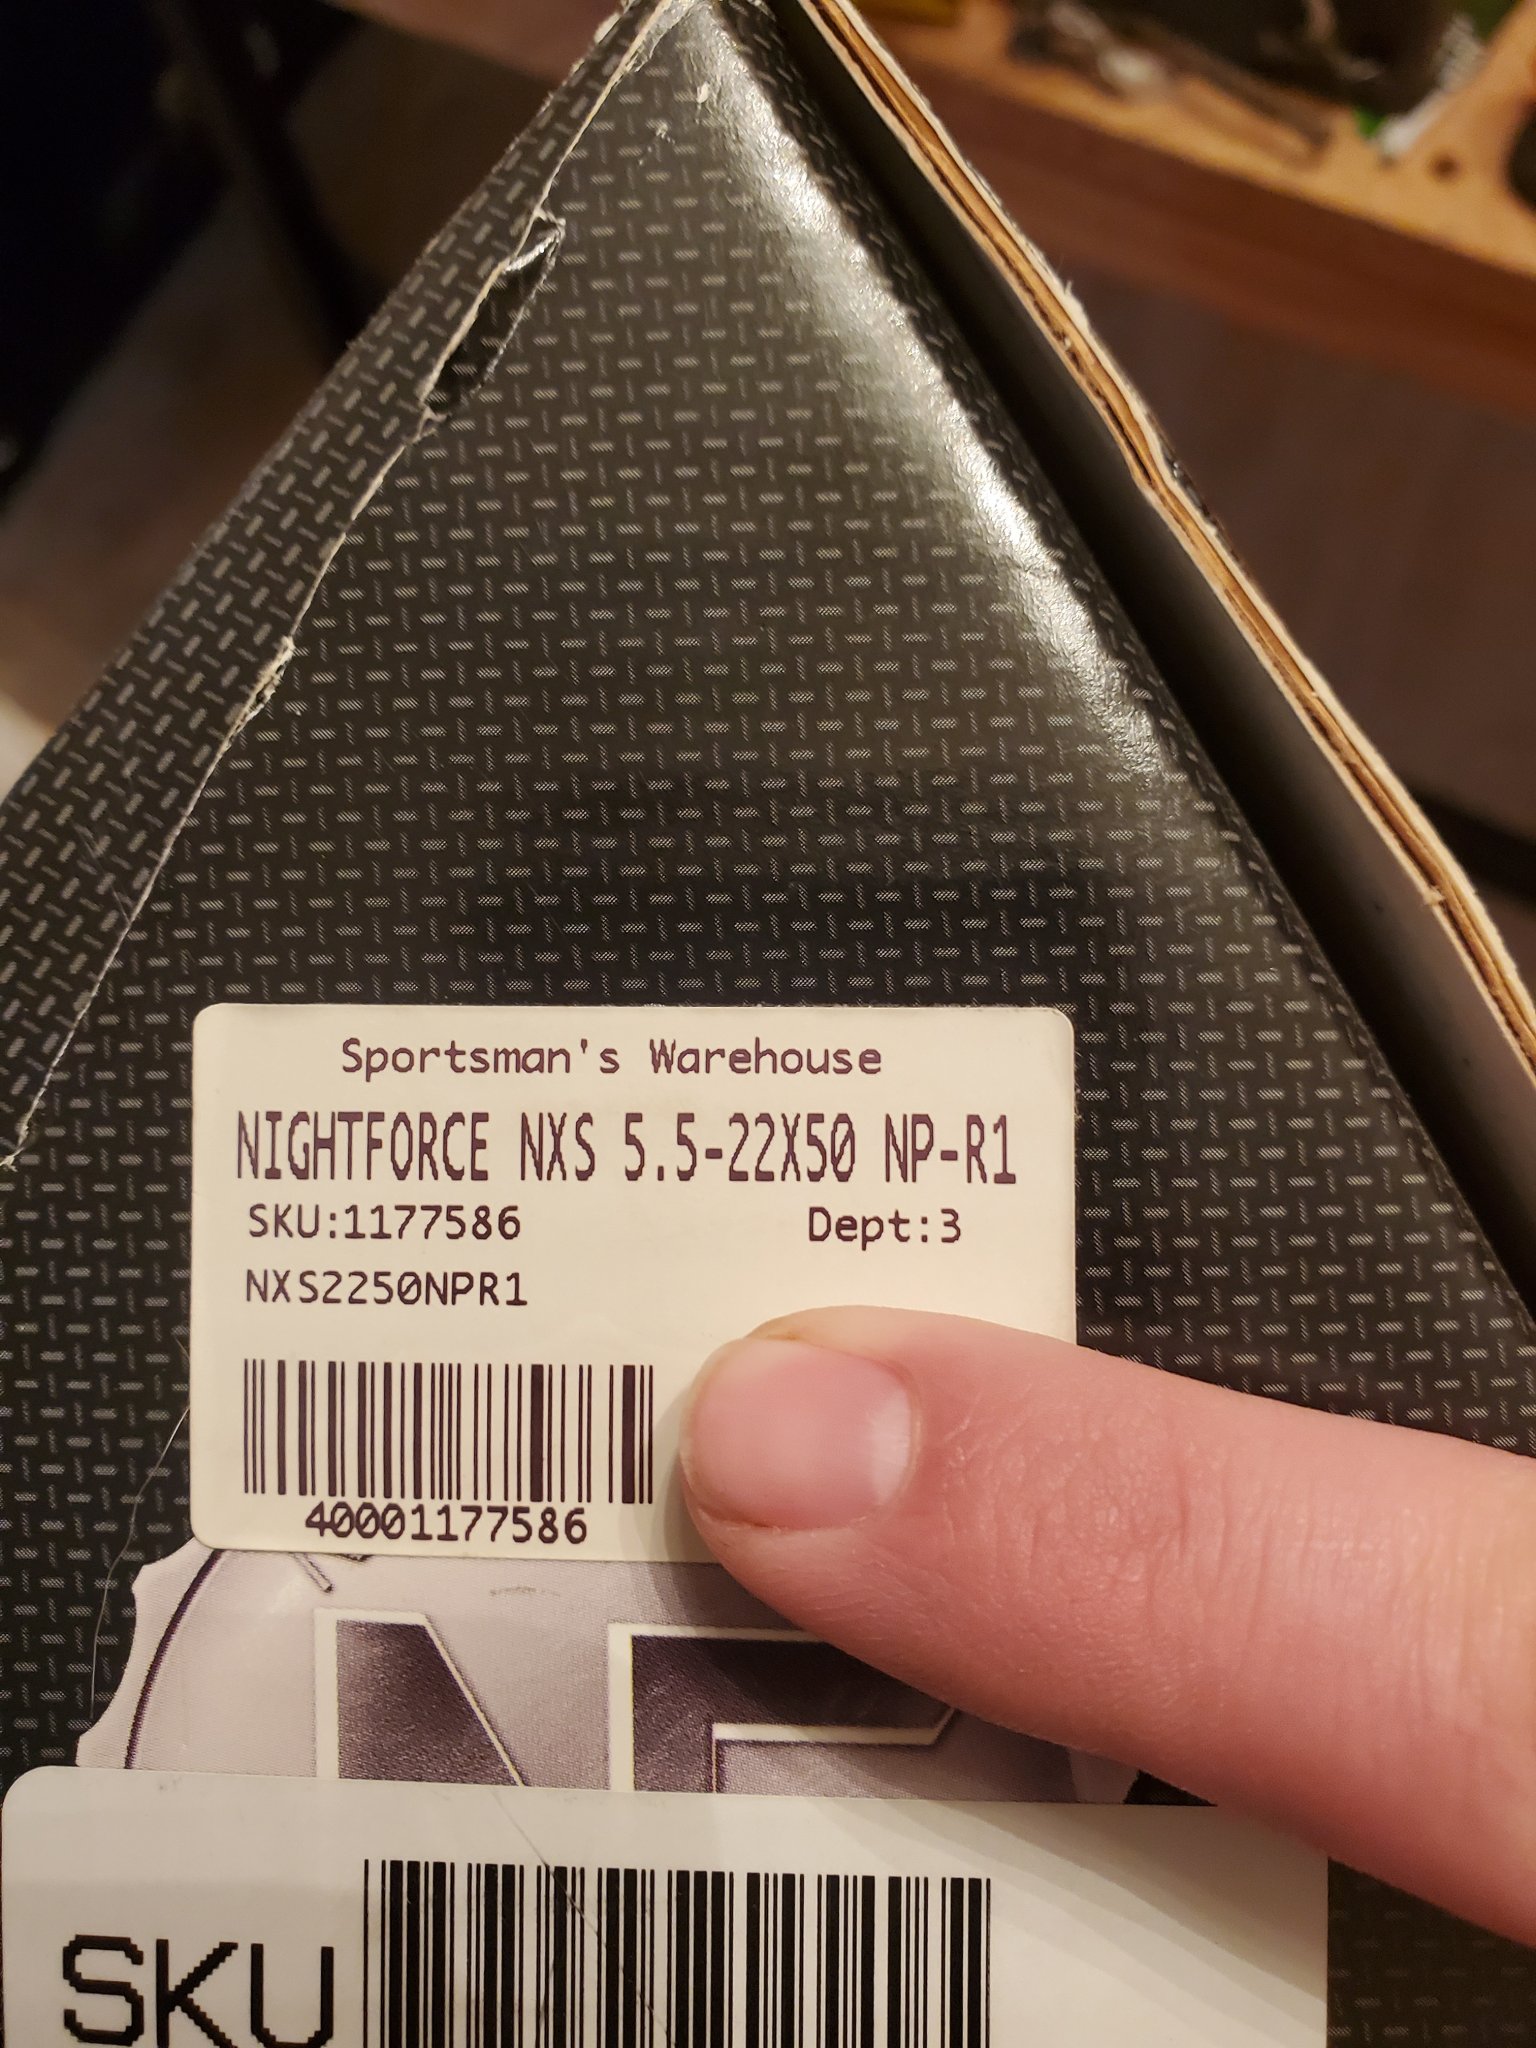 Sportsman's Warehouse
NIGHTFORCE NXS 5.5-22X50 NP-R1
SKU:1177586 Dept:3
NXS2250NPR1
40001177586
SKU